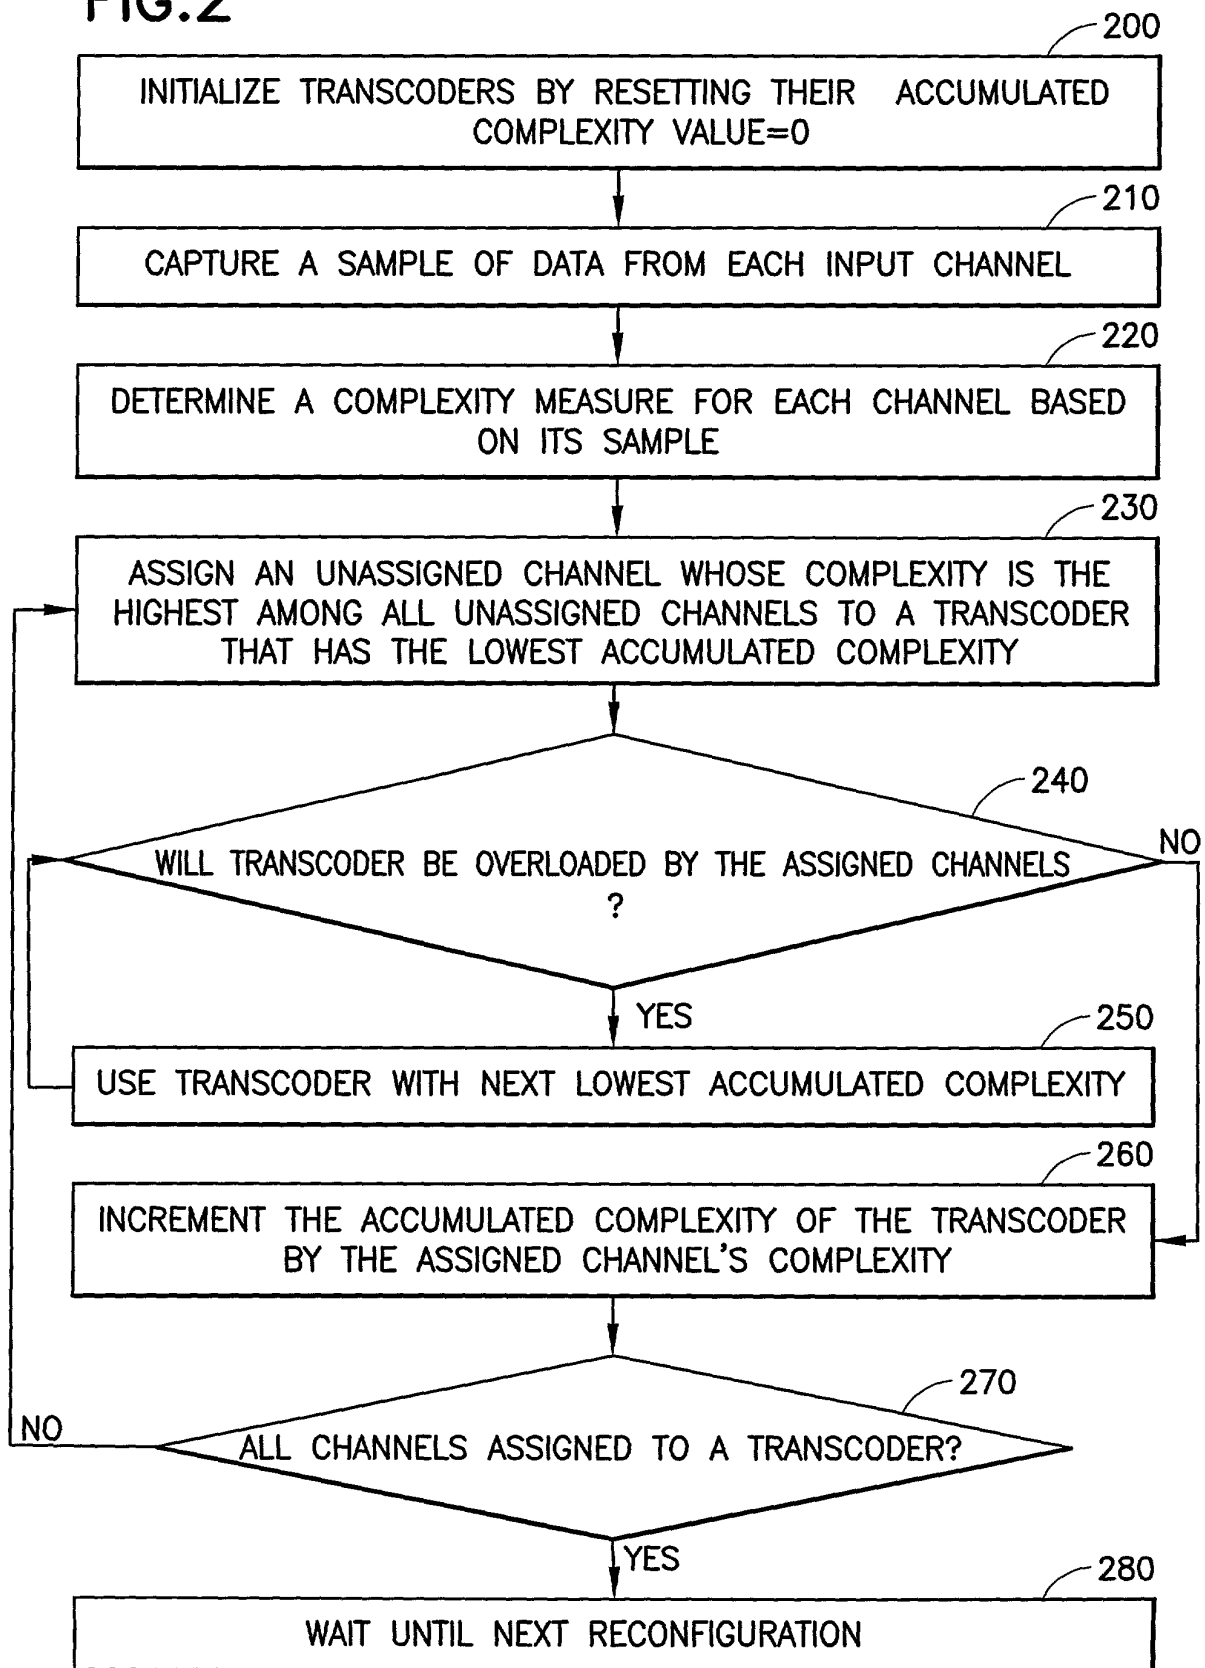 FIG.2
200
INITIALIZE TRANSCODERS BY RESETTING THEIR ACCUMULATED
COMPLEXITY VALUE=0
210
CAPTURE A SAMPLE OF DATA FROM EACH INPUT CHANNEL
220
DETERMINE A COMPLEXITY MEASURE FOR EACH CHANNEL BASED
ON ITS SAMPLE
230
ASSIGN AN UNASSIGNED CHANNEL WHOSE COMPLEXITY IS THE
HIGHEST AMONG ALL UNASSIGNED CHANNELS TO A TRANSCODER
THAT HAS THE LOWEST ACCUMULATED COMPLEXITY
240
NO
WILL TRANSCODER BE OVERLOADED BY THE ASSIGNED CHANNELS
?
YES
250
USE TRANSCODER WITH NEXT LOWEST ACCUMULATED COMPLEXITY
260
INCREMENT THE ACCUMULATED COMPLEXITY OF THE TRANSCODER
BY THE ASSIGNED CHANNEL'S COMPLEXITY
270
NO
ALL CHANNELS ASSIGNED TO A TRANSCODER?
YES
280
WAIT UNTIL NEXT RECONFIGURATION